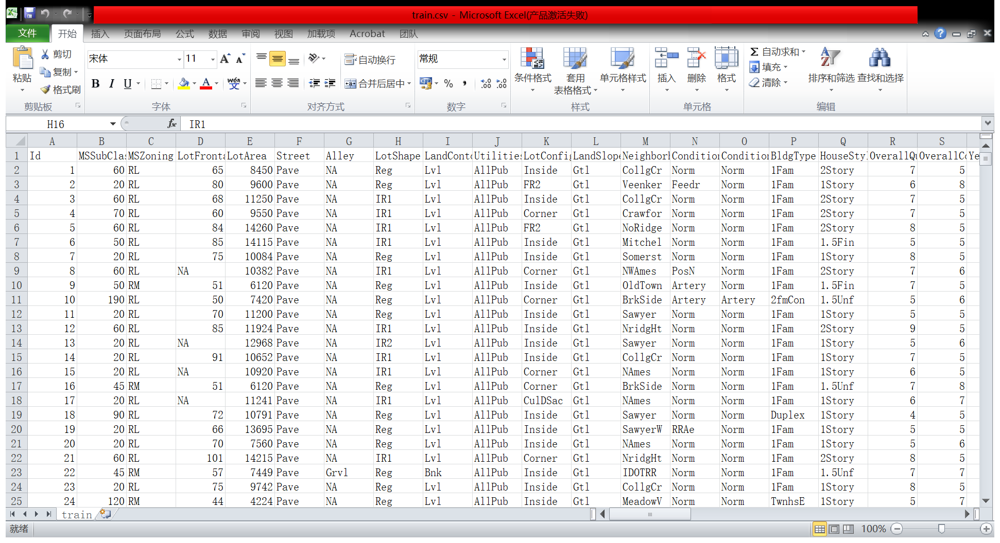 train.csv - Microsoft Excel(产品激活失败)
文件 开始 插入 页面布局 公式 数据 审阅 视图 加载项 Acrobat 团队
粘贴 剪切 复制 格式刷 剪贴板
宋体 11 B I U A wén 文 字体
自动换行 合并后居中 对齐方式
常规 % , .00 .00 数字
条件格式 套用表格格式 单元格样式 样式
插入 删除 格式 单元格
Σ 自动求和 填充 清除 排序和筛选 查找和选择 编辑
H16 fx IR1
A B C D E F G H I J K L M N O P Q R S
1 Id MSSubClas MSZoning LotFronta LotArea Street Alley LotShape LandConto Utilities LotConfig LandSlope Neighborh Condition Condition BldgType HouseStyl OverallQu OverallCo Ye
2 1 60 RL 65 8450 Pave NA Reg Lvl AllPub Inside Gtl CollgCr Norm Norm 1Fam 2Story 7 5
3 2 20 RL 80 9600 Pave NA Reg Lvl AllPub FR2 Gtl Veenker Feedr Norm 1Fam 1Story 6 8
4 3 60 RL 68 11250 Pave NA IR1 Lvl AllPub Inside Gtl CollgCr Norm Norm 1Fam 2Story 7 5
5 4 70 RL 60 9550 Pave NA IR1 Lvl AllPub Corner Gtl Crawfor Norm Norm 1Fam 2Story 7 5
6 5 60 RL 84 14260 Pave NA IR1 Lvl AllPub FR2 Gtl NoRidge Norm Norm 1Fam 2Story 8 5
7 6 50 RL 85 14115 Pave NA IR1 Lvl AllPub Inside Gtl Mitchel Norm Norm 1Fam 1.5Fin 5 5
8 7 20 RL 75 10084 Pave NA Reg Lvl AllPub Inside Gtl Somerst Norm Norm 1Fam 1Story 8 5
9 8 60 RL NA 10382 Pave NA IR1 Lvl AllPub Corner Gtl NWAmes PosN Norm 1Fam 2Story 7 6
10 9 50 RM 51 6120 Pave NA Reg Lvl AllPub Inside Gtl OldTown Artery Norm 1Fam 1.5Fin 7 5
11 10 190 RL 50 7420 Pave NA Reg Lvl AllPub Corner Gtl BrkSide Artery Artery 2fmCon 1.5Unf 5 6
12 11 20 RL 70 11200 Pave NA Reg Lvl AllPub Inside Gtl Sawyer Norm Norm 1Fam 1Story 5 5
13 12 60 RL 85 11924 Pave NA IR1 Lvl AllPub Inside Gtl NridgHt Norm Norm 1Fam 2Story 9 5
14 13 20 RL NA 12968 Pave NA IR2 Lvl AllPub Inside Gtl Sawyer Norm Norm 1Fam 1Story 5 6
15 14 20 RL 91 10652 Pave NA IR1 Lvl AllPub Inside Gtl CollgCr Norm Norm 1Fam 1Story 7 5
16 15 20 RL NA 10920 Pave NA IR1 Lvl AllPub Corner Gtl NAmes Norm Norm 1Fam 1Story 6 5
17 16 45 RM 51 6120 Pave NA Reg Lvl AllPub Corner Gtl BrkSide Norm Norm 1Fam 1.5Unf 7 8
18 17 20 RL NA 11241 Pave NA IR1 Lvl AllPub CulDSac Gtl NAmes Norm Norm 1Fam 1Story 6 7
19 18 90 RL 72 10791 Pave NA Reg Lvl AllPub Inside Gtl Sawyer Norm Norm Duplex 1Story 4 5
20 19 20 RL 66 13695 Pave NA Reg Lvl AllPub Inside Gtl SawyerW RRAe Norm 1Fam 1Story 5 5
21 20 20 RL 70 7560 Pave NA Reg Lvl AllPub Inside Gtl NAmes Norm Norm 1Fam 1Story 5 6
22 21 60 RL 101 14215 Pave NA IR1 Lvl AllPub Corner Gtl NridgHt Norm Norm 1Fam 2Story 8 5
23 22 45 RM 57 7449 Pave Grvl Reg Bnk AllPub Inside Gtl IDOTRR Norm Norm 1Fam 1.5Unf 7 7
24 23 20 RL 75 9742 Pave NA Reg Lvl AllPub Inside Gtl CollgCr Norm Norm 1Fam 1Story 8 5
25 24 120 RM 44 4224 Pave NA Reg Lvl AllPub Inside Gtl MeadowV Norm Norm TwnhsE 1Story 5 7
train
就绪 100%